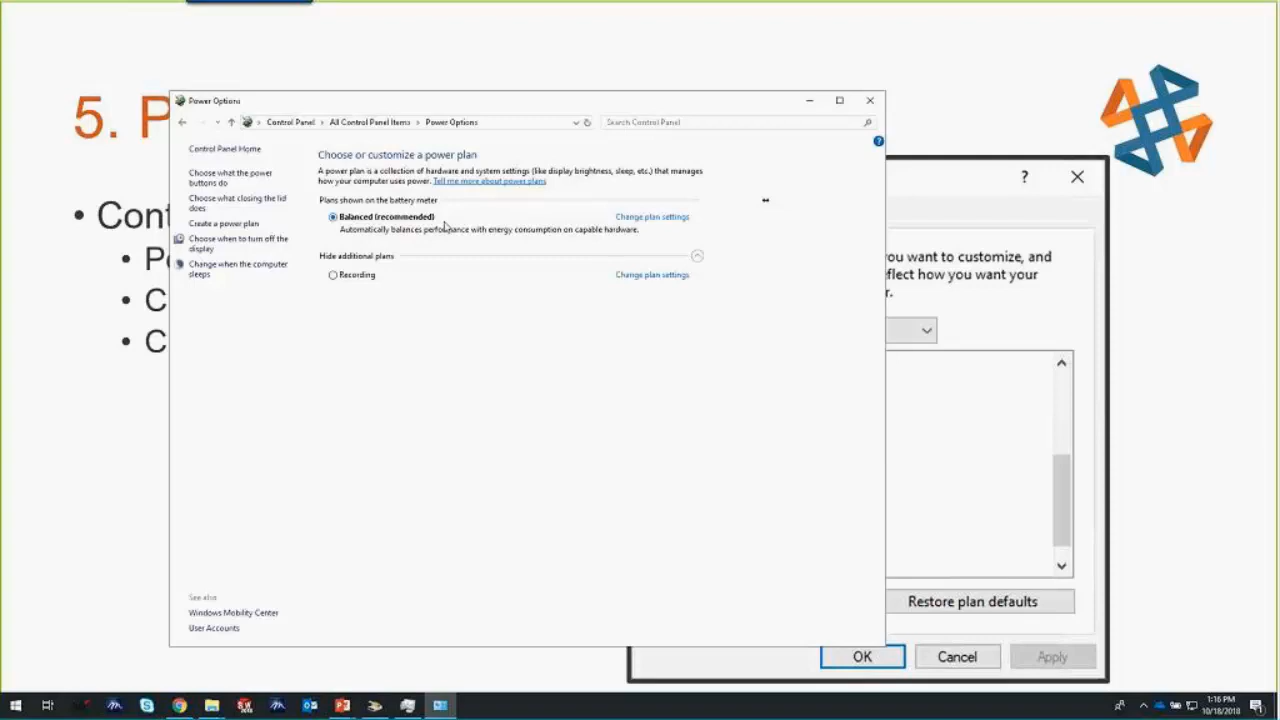 5. P
Power Options
Control Panel > All Control Panel Items > Power Options
Search Control Panel
Control Panel Home
Choose what the power
buttons do
Choose what closing the lid
does
Create a power plan
Choose when to turn off the
display
Change when the computer
sleeps
Choose or customize a power plan
A power plan is a collection of hardware and system settings (like display brightness, sleep, etc.) that manages
how your computer uses power. Tell me more about power plans
Plans shown on the battery meter
Balanced (recommended)
Change plan settings
Automatically balances performance with energy consumption on capable hardware.
Hide additional plans
Recording
Change plan settings
See also
Windows Mobility Center
User Accounts
• Cont
• P
• C
• C
?
you want to customize, and
eflect how you want your
r.
Restore plan defaults
OK
Cancel
Apply
1:16 PM
10/18/2018